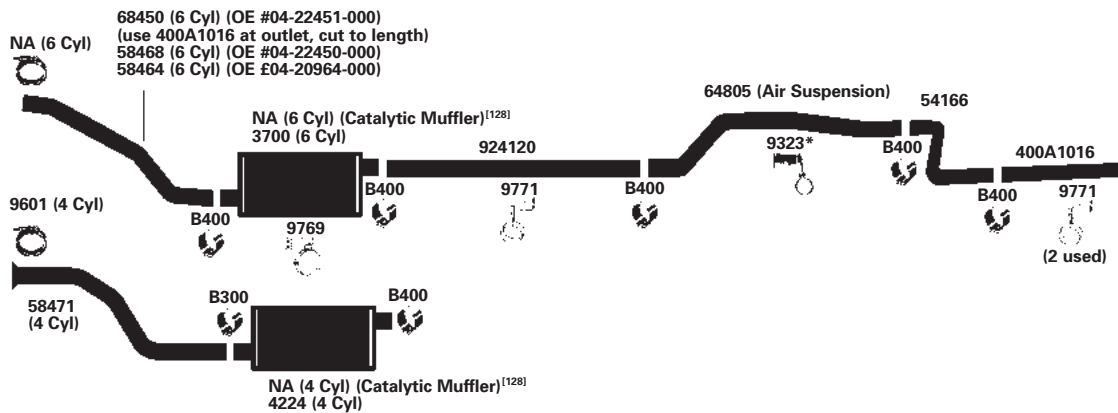 68450 (6 Cyl) (OE #04-22451-000)
(use 400A1016 at outlet, cut to length)
58468 (6 Cyl) (OE #04-22450-000)
58464 (6 Cyl) (OE £04-20964-000)
NA (6 Cyl)
NA (6 Cyl) (Catalytic Muffler)[128]
3700 (6 Cyl)
64805 (Air Suspension)
54166
924120
9323*
B400
400A1016
B400
9771
B400
B400
9771
(2 used)
9601 (4 Cyl)
B400
9769
58471
(4 Cyl)
B300
B400
NA (4 Cyl) (Catalytic Muffler)[128]
4224 (4 Cyl)